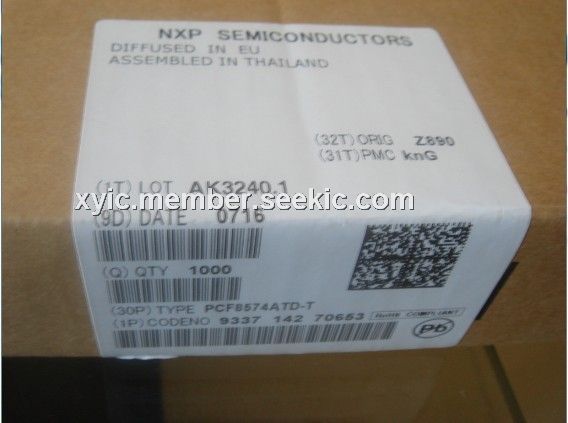 NXP SEMICONDUCTORS
DIFFUSED IN EU
ASSEMBLED IN THAILAND
(32T) ORIG Z890
(31T) PMC knG
(1T) LOT AK3240.1
xyic.member.seekic.com
(9D) DATE 0716
(Q) QTY 1000
(30P) TYPE PCF8574ATD-T
(1P) CODENO 9337 142 70653
RoHS COMPLIANT
Pb